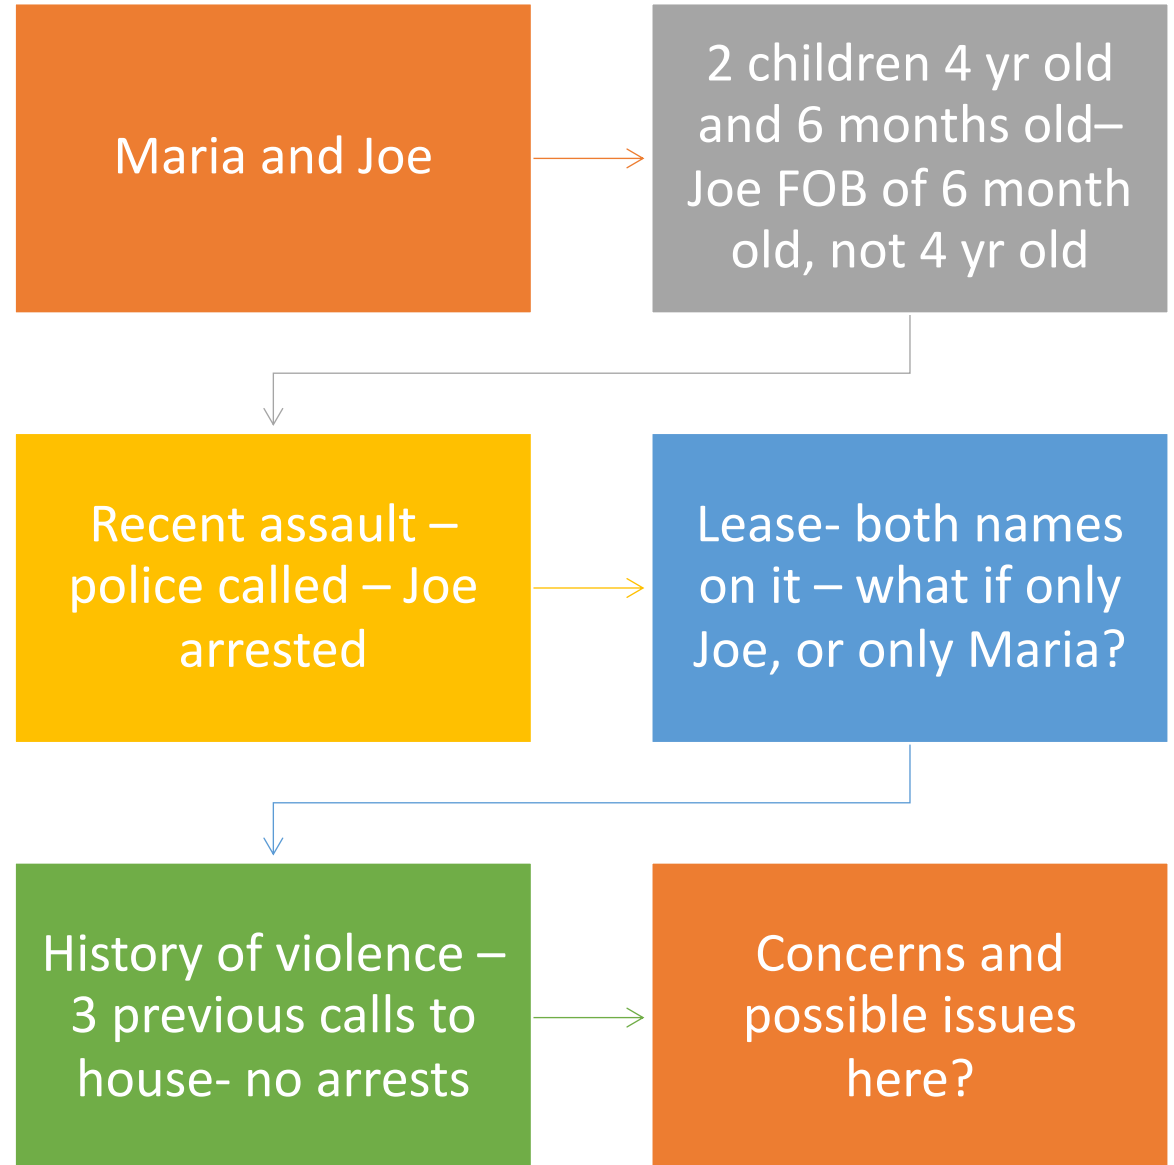 Maria and Joe
2 children 4 yr old
and 6 months old–
Joe FOB of 6 month
old, not 4 yr old
Recent assault –
police called – Joe
arrested
Lease- both names
on it – what if only
Joe, or only Maria?
History of violence –
3 previous calls to
house- no arrests
Concerns and
possible issues
here?